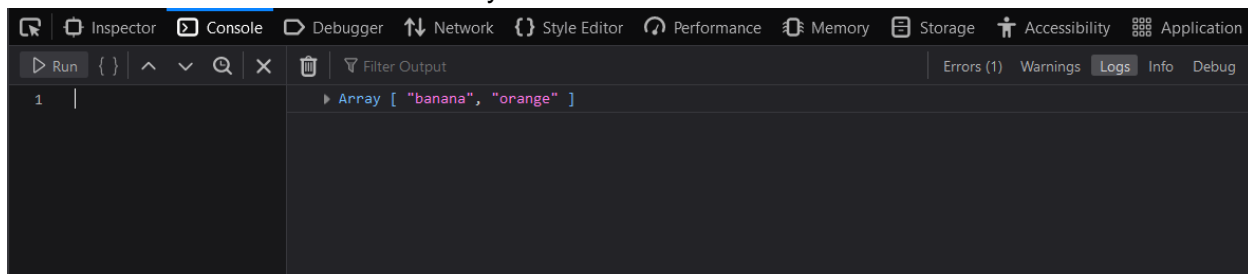 Inspector Console Debugger Network {} Style Editor Performance Memory Storage Accessibility Application
Run { } Filter Output Errors (1) Warnings Logs Info Debug
1 Array [ "banana", "orange" ]